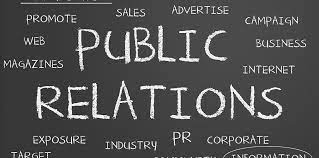 SALES ADVERTISE
PROMOTE CAMPAIGN
WEB PUBLIC BUSINESS
MAGAZINES INTERNET
RELATIONS
EXPOSURE INDUSTRY PR CORPORATE
TARGET INFORMATION